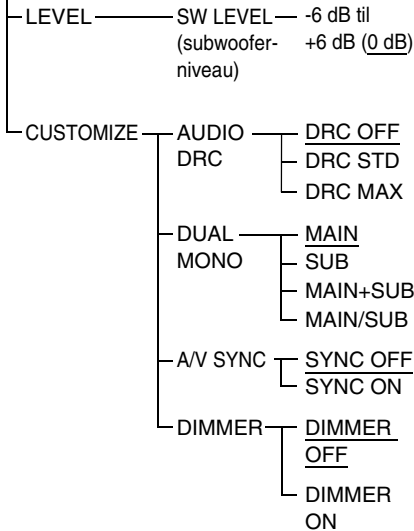 LEVEL SW LEVEL -6 dB til
(subwoofer- +6 dB (0 dB)
niveau)
CUSTOMIZE AUDIO DRC OFF
DRC DRC STD
DRC MAX
DUAL MAIN
MONO SUB
MAIN+SUB
MAIN/SUB
A/V SYNC SYNC OFF
SYNC ON
DIMMER DIMMER
OFF
DIMMER
ON